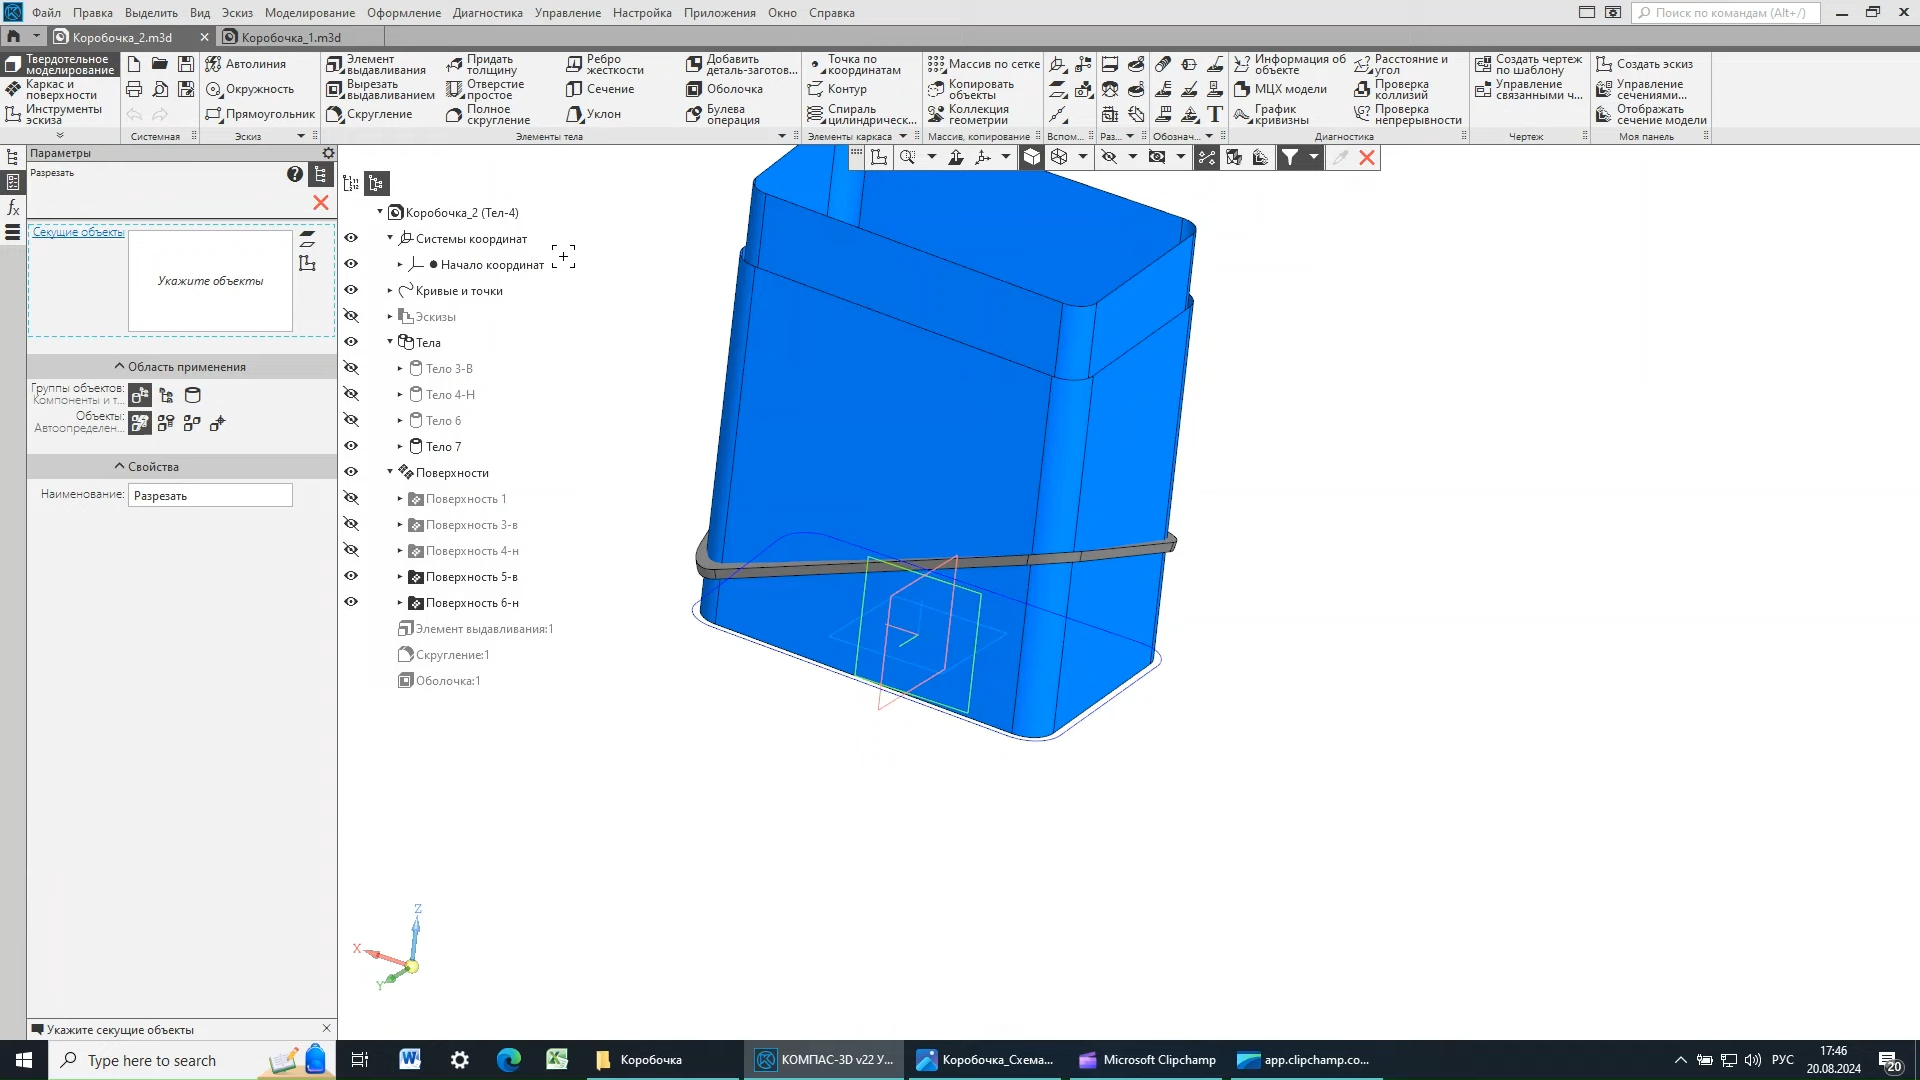 Файл Правка Выделить Вид Эскиз Моделирование Оформление Диагностика Управление Настройка Приложения Окно Справка
Поиск по командам (Alt+/)
Коробочка_2.m3d
Коробочка_1.m3d
Твердотельное моделирование
Каркас и поверхности
Инструменты эскиза
Системная
Автолиния
Окружность
Прямоугольник
Эскиз
Элемент выдавливания
Вырезать выдавливанием
Скругление
Придать толщину
Отверстие простое
Полное скругление
Ребро жесткости
Сечение
Уклон
Добавить деталь-заготов...
Оболочка
Булева операция
Элементы тела
Точка по координатам
Контур
Спираль цилиндрическ...
Элементы каркаса
Массив по сетке
Копировать объекты
Коллекция геометрии
Массив, копирование
Вспом...
Раз...
Обознач...
Информация об объекте
МЦХ модели
График кривизны
Расстояние и угол
Проверка коллизий
Проверка непрерывности
Диагностика
Создать чертеж по шаблону
Управление связанными ч...
Чертеж
Создать эскиз
Управление сечениями...
Отображать сечение модели
Моя панель
Параметры
Разрезать
Секущие объекты
Укажите объекты
Область применения
Группы объектов:
Компоненты и т...
Объекты:
Автоопределен...
Свойства
Наименование:
Разрезать
Коробочка_2 (Тел-4)
Системы координат
Начало координат
Кривые и точки
Эскизы
Тела
Тело 3-В
Тело 4-Н
Тело 6
Тело 7
Поверхности
Поверхность 1
Поверхность 3-в
Поверхность 4-н
Поверхность 5-в
Поверхность 6-н
Элемент выдавливания:1
Скругление:1
Оболочка:1
Z
X
Y
Укажите секущие объекты
Type here to search
Коробочка
КОМПАС-3D v22 У...
Коробочка_Схема...
Microsoft Clipchamp
app.clipchamp.co...
РУС
17:46
20.08.2024
20